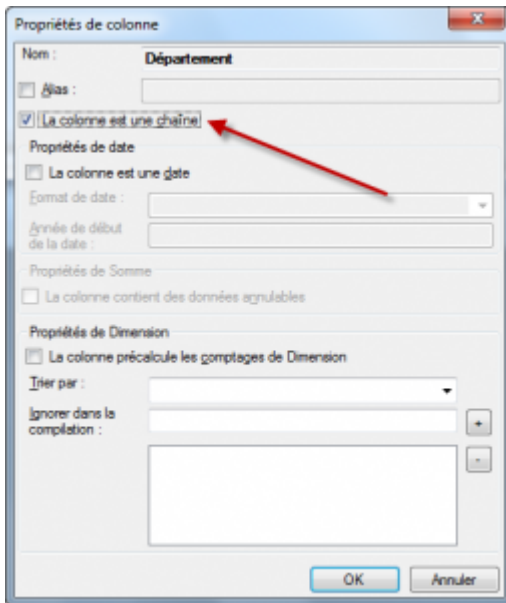 Propriétés de colonne
Nom : Département
Alias :
La colonne est une chaîne
Propriétés de date
La colonne est une date
Format de date :
Année de début
de la date :
Propriétés de Somme
La colonne contient des données annulables
Propriétés de Dimension
La colonne précalcule les comptages de Dimension
Trier par :
Ignorer dans la
compilation :
+
-
OK Annuler